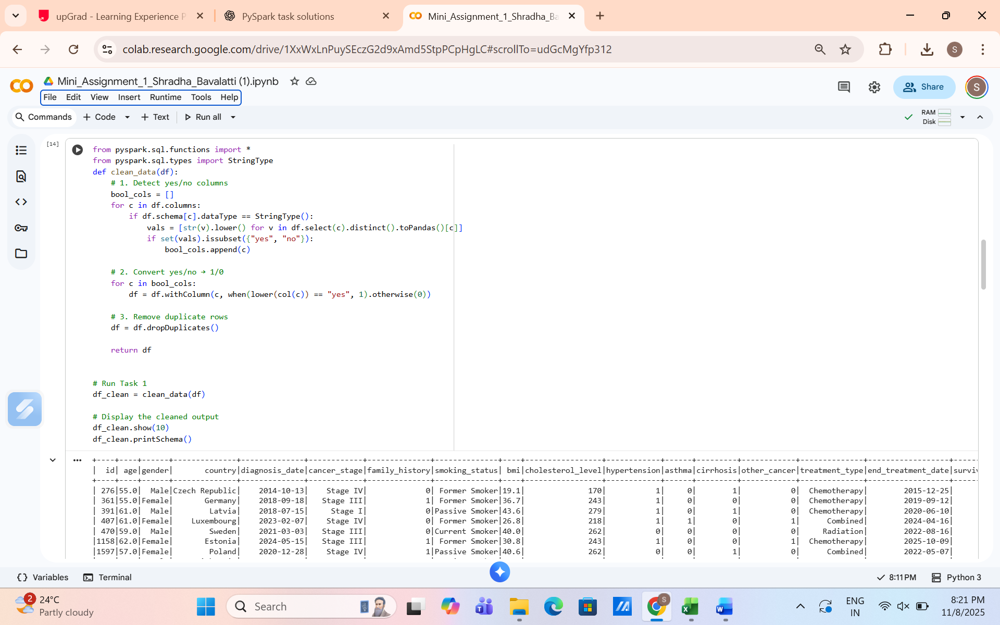 upGrad - Learning Experience P
PySpark task solutions
Mini_Assignment_1_Shradha_Ba
colab.research.google.com/drive/1XxWxLnPuySEczG2d9xAmd5StpPCpHgLC#scrollTo=udGcMgYfp312
S
Mini_Assignment_1_Shradha_Bavalatti (1).ipynb
File Edit View Insert Runtime Tools Help
Share
S
Commands + Code + Text Run all
RAM
Disk
[14]
from pyspark.sql.functions import *
from pyspark.sql.types import StringType
def clean_data(df):
    # 1. Detect yes/no columns
    bool_cols = []
    for c in df.columns:
        if df.schema[c].dataType == StringType():
            vals = [str(v).lower() for v in df.select(c).distinct().toPandas()[c]]
            if set(vals).issubset({"yes", "no"}):
                bool_cols.append(c)
    # 2. Convert yes/no → 1/0
    for c in bool_cols:
        df = df.withColumn(c, when(lower(col(c)) == "yes", 1).otherwise(0))
    # 3. Remove duplicate rows
    df = df.dropDuplicates()
    return df
# Run Task 1
df_clean = clean_data(df)
# Display the cleaned output
df_clean.show(10)
df_clean.printSchema()
| id| age|gender| country|diagnosis_date|cancer_stage|family_history|smoking_status| bmi|cholesterol_level|hypertension|asthma|cirrhosis|other_cancer|treatment_type|end_treatment_date|surviv
| 276|55.0| Male|Czech Republic| 2014-10-13| Stage IV| 0| Former Smoker|19.1| 170| 1| 0| 1| 0| Chemotherapy| 2015-12-25|
| 361|55.0|Female| Germany| 2018-09-18| Stage III| 1| Former Smoker|36.7| 243| 1| 0| 0| 0| Chemotherapy| 2019-09-12|
| 391|61.0| Male| Latvia| 2018-07-15| Stage I| 0|Passive Smoker|43.6| 279| 1| 0| 1| 0| Chemotherapy| 2020-06-10|
| 407|61.0|Female| Luxembourg| 2023-02-07| Stage IV| 0| Former Smoker|26.8| 218| 1| 1| 0| 1| Combined| 2024-04-16|
| 470|59.0| Male| Sweden| 2021-03-03| Stage III| 0|Current Smoker|40.0| 262| 0| 0| 0| 0| Radiation| 2022-08-16|
|1158|62.0|Female| Estonia| 2024-05-15| Stage III| 1| Former Smoker|30.8| 243| 1| 0| 0| 1| Chemotherapy| 2025-10-09|
|1597|57.0|Female| Poland| 2020-12-28| Stage IV| 1|Passive Smoker|40.6| 262| 0| 0| 1| 0| Combined| 2022-05-07|
Variables Terminal
8:11 PM Python 3
2
24°C
Partly cloudy
Search
ENG
IN
8:21 PM
11/8/2025